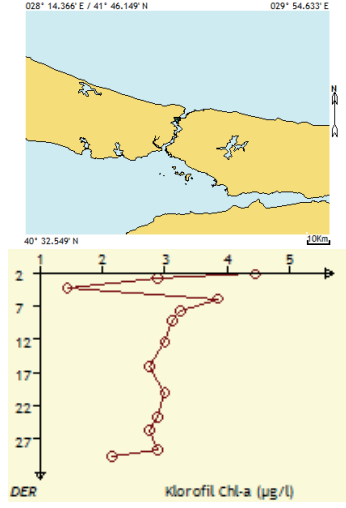 028° 14.366' E / 41° 46.149' N 029° 54.633' E
N
40° 32.549' N 10Km
1 2 3 4 5
2
7
12
17
22
27
DER Klorofil Chl-a (µg/l)